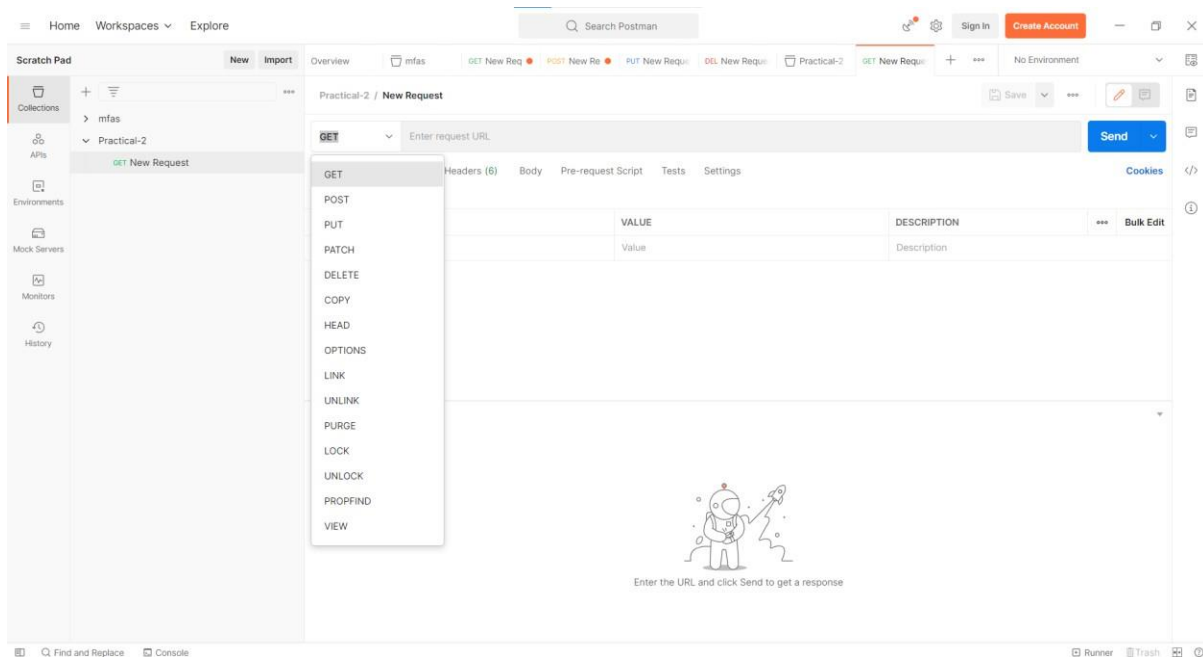 Home Workspaces Explore
Search Postman
Sign In Create Account
Scratch Pad New Import
Overview mfas GET New Req POST New Re PUT New Reque DEL New Reque Practical-2 GET New Reque No Environment
Collections
APIs
Environments
Mock Servers
Monitors
History
mfas
Practical-2
GET New Request
Practical-2 / New Request
Save
GET Enter request URL Send
Headers (6) Body Pre-request Script Tests Settings Cookies
VALUE DESCRIPTION Bulk Edit
Value Description
GET
POST
PUT
PATCH
DELETE
COPY
HEAD
OPTIONS
LINK
UNLINK
PURGE
LOCK
UNLOCK
PROPFIND
VIEW
Enter the URL and click Send to get a response
Find and Replace Console Runner Trash